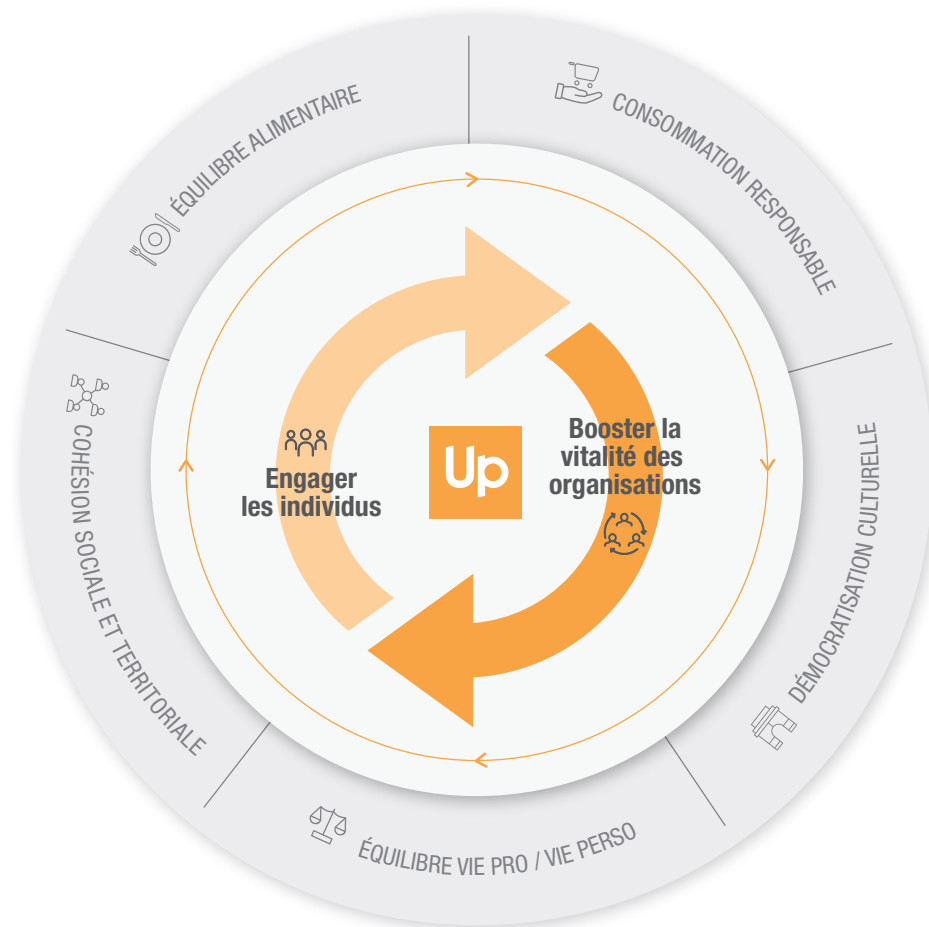 ÉQUILIBRE ALIMENTAIRE
CONSOMMATION RESPONSABLE
DÉMOCRATISATION CULTURELLE
ÉQUILIBRE VIE PRO / VIE PERSO
COHÉSION SOCIALE ET TERRITORIALE
Engager
les individus
Up
Booster la
vitalité des
organisations